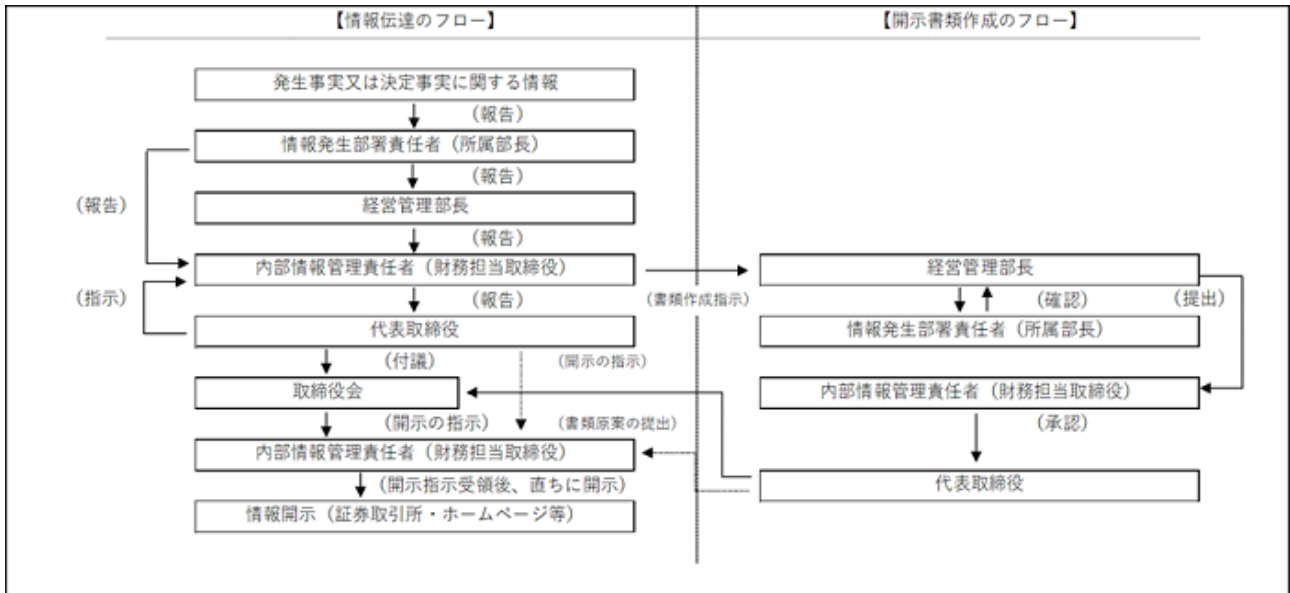 【情報伝達のフロー】
【開示書類作成のフロー】
発生事実又は決定事実に関する情報
（報告）
情報発生部署責任者（所属部長）
（報告）
経営管理部長
（報告）
（報告）
内部情報管理責任者（財務担当取締役）
（指示）
（報告）
代表取締役
（付議）
（開示の指示）
取締役会
（開示の指示）
（書類原案の提出）
内部情報管理責任者（財務担当取締役）
（開示指示受領後、直ちに開示）
情報開示（証券取引所・ホームページ等）
（書類作成指示）
経営管理部長
（確認）
（提出）
情報発生部署責任者（所属部長）
内部情報管理責任者（財務担当取締役）
（承認）
代表取締役